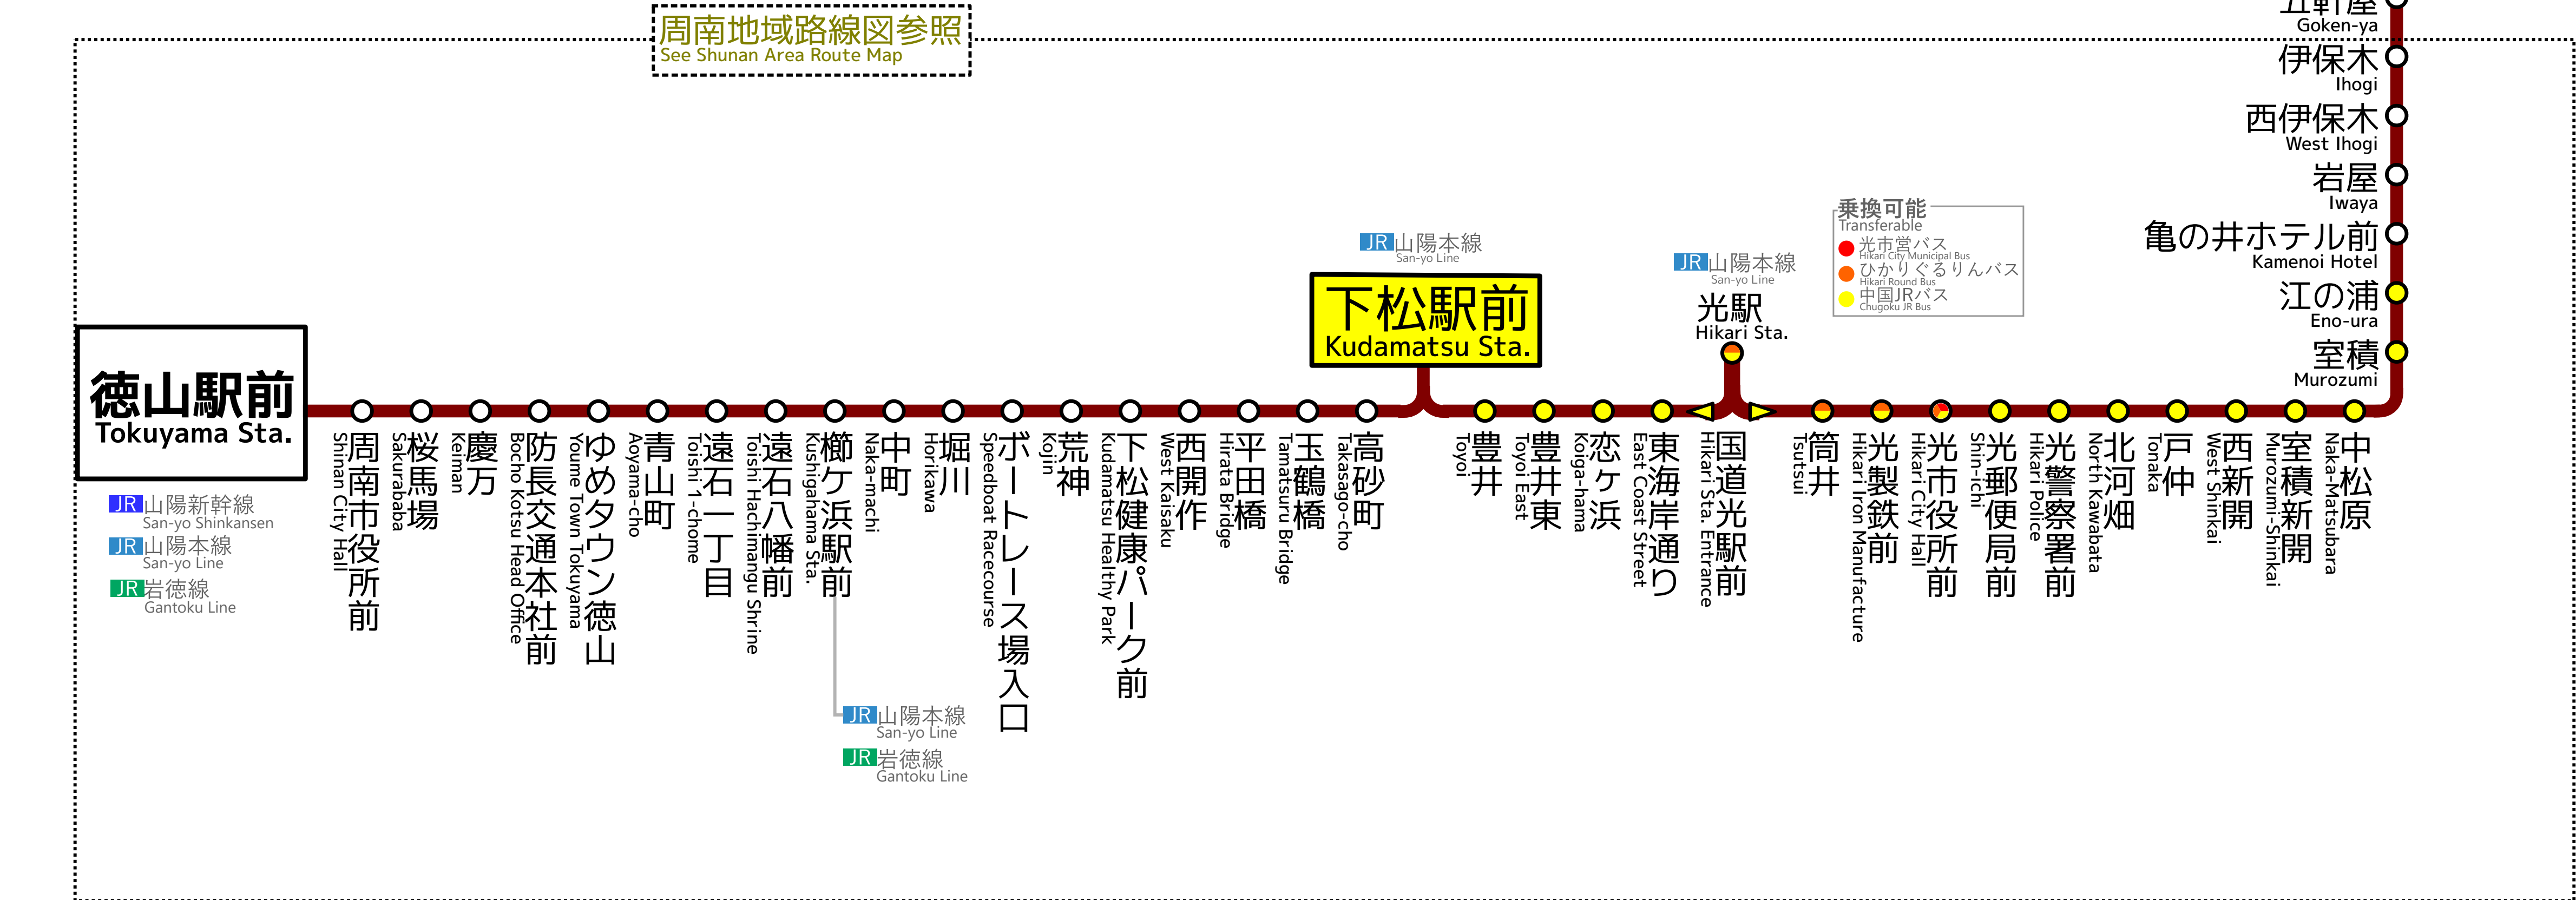 周南地域路線図参照
See Shunan Area Route Map
Goken-ya
伊保木
Ihogi
西伊保木
West Ihogi
岩屋
Iwaya
亀の井ホテル前
Kamenoi Hotel
江の浦
Eno-ura
室積
Murozumi
乗換可能
Transferable
光市営バス
Hikari City Municipal Bus
ひかりぐるりんバス
Hikari Round Bus
中国JRバス
Chugoku JR Bus
JR 山陽本線
San-yo Line
下松駅前
Kudamatsu Sta.
JR 山陽本線
San-yo Line
光駅
Hikari Sta.
徳山駅前
Tokuyama Sta.
JR 山陽新幹線
San-yo Shinkansen
JR 山陽本線
San-yo Line
JR 岩徳線
Gantoku Line
周南市役所前
Shinan City Hall
桜馬場
Sakurababa
慶万
Keiman
防長交通本社前
Bocho Kotsu Head Office
ゆめタウン徳山
Youme Town Tokuyama
青山町
Aoyama-cho
遠石一丁目
Toishi 1-chome
遠石八幡前
Toishi Hachimangu Shrine
櫛ケ浜駅前
Kushigahama Sta.
JR 山陽本線
San-yo Line
JR 岩徳線
Gantoku Line
中町
Naka-machi
堀川
Horikawa
ボートレース場入口
Speedboat Racecourse
荒神
Kojin
下松健康パーク前
Kudamatsu Healthy Park
西開作
West Kaisaku
平田橋
Hirata Bridge
玉鶴橋
Tamatsuru Bridge
高砂町
Takasago-cho
豊井
Toyoi
豊井東
Toyoi East
恋ヶ浜
Koiga-hama
東海岸通り
East Coast Street
国道光駅前
Hikari Sta. Entrance
筒井
Tsutsui
光製鉄前
Hikari Iron Manufacture
光市役所前
Hikari City Hall
光郵便局前
Shin-ichi
光警察署前
Hikari Police
北河畑
North Kawabata
戸仲
Tonaka
西新開
West Shinkai
室積新開
Murozumi-Shinkai
中松原
Naka-Matsubara